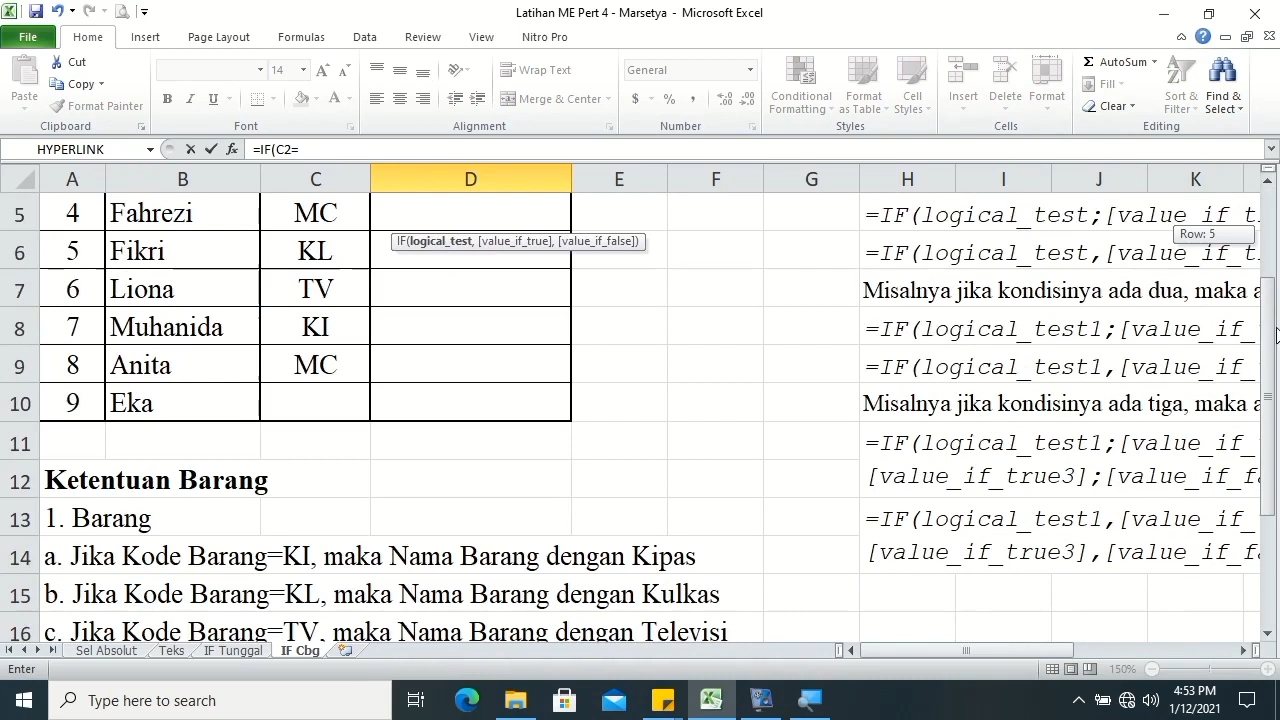 Latihan ME Pert 4 - Marsetya - Microsoft Excel
File Home Insert Page Layout Formulas Data Review View Nitro Pro
Paste Cut Copy Format Painter Clipboard
14 A A B I U A Font
Wrap Text Merge & Center Alignment
General $ % , Number
Conditional Formatting Format as Table Cell Styles Styles
Insert Delete Format Cells
Σ AutoSum Fill Clear Sort & Filter Find & Select Editing
HYPERLINK fx =IF(C2=
A B C D E F G H I J K
5 4 Fahrezi MC =IF(logical_test;[value_if_t
Row: 5
IF(logical_test, [value_if_true], [value_if_false])
6 5 Fikri KL =IF(logical_test,[value_if_t
7 6 Liona TV Misalnya jika kondisinya ada dua, maka a
8 7 Muhanida KI =IF(logical_test1;[value_if_
9 8 Anita MC =IF(logical_test1,[value_if_
10 9 Eka Misalnya jika kondisinya ada tiga, maka a
11 =IF(logical_test1;[value_if_
12 Ketentuan Barang [value_if_true3];[value_if_fa
13 1. Barang =IF(logical_test1,[value_if_
14 a. Jika Kode Barang=KI, maka Nama Barang dengan Kipas [value_if_true3],[value_if_fa
15 b. Jika Kode Barang=KL, maka Nama Barang dengan Kulkas
16 c. Jika Kode Barang=TV, maka Nama Barang dengan Televisi
Sel Absolut Teks IF Tunggal IF Cbg
Enter 150%
Type here to search
4:53 PM
1/12/2021